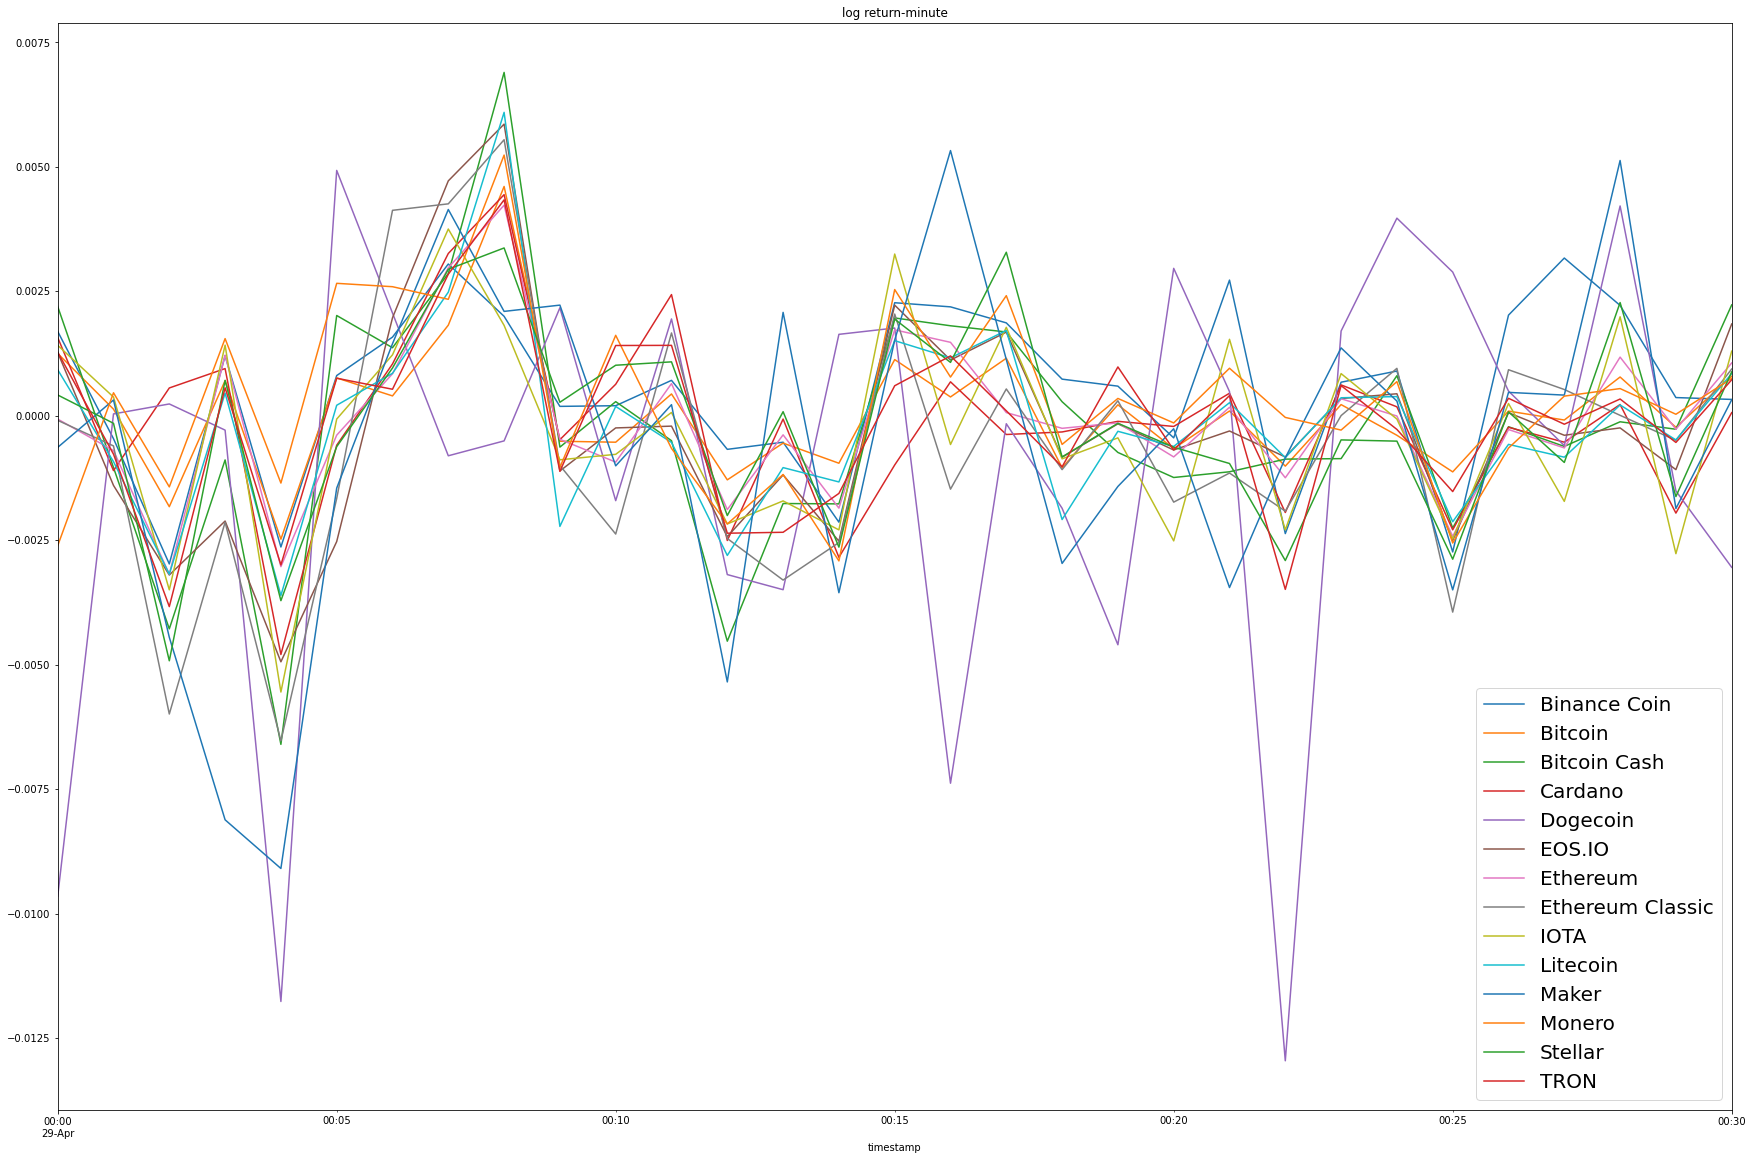 log return-minute
0.0075
0.0050
0.0025
0.0000
−0.0025
−0.0050
−0.0075
−0.0100
−0.0125
Binance Coin
Bitcoin
Bitcoin Cash
Cardano
Dogecoin
EOS.IO
Ethereum
Ethereum Classic
IOTA
Litecoin
Maker
Monero
Stellar
TRON
00:00 00:05 00:10 00:15 00:20 00:25 00:30
29-Apr
timestamp